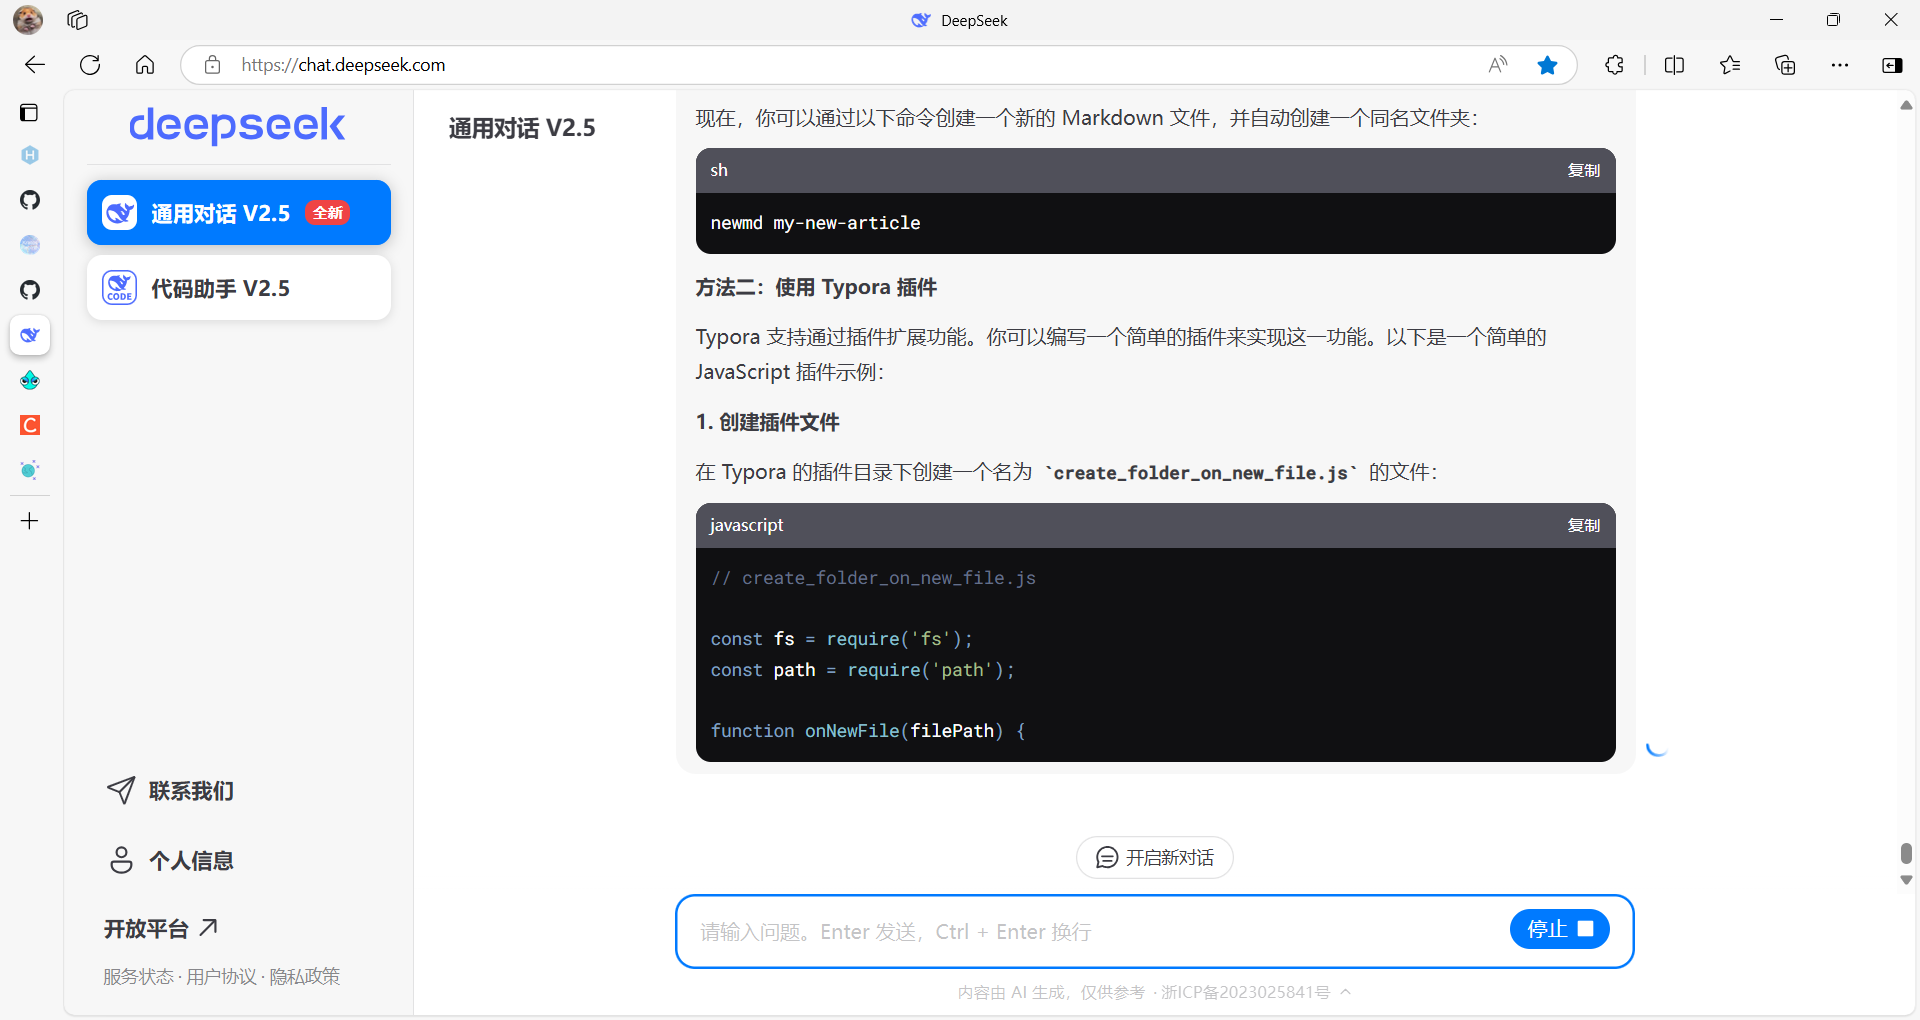 DeepSeek
https://chat.deepseek.com
deepseek
通用对话 V2.5 全新
代码助手 V2.5
联系我们
个人信息
开放平台
服务状态 · 用户协议 · 隐私政策
通用对话 V2.5
现在，你可以通过以下命令创建一个新的 Markdown 文件，并自动创建一个同名文件夹：
sh 复制
newmd my-new-article
方法二：使用 Typora 插件
Typora 支持通过插件扩展功能。你可以编写一个简单的插件来实现这一功能。以下是一个简单的
JavaScript 插件示例：
1. 创建插件文件
在 Typora 的插件目录下创建一个名为 `create_folder_on_new_file.js` 的文件：
javascript 复制
// create_folder_on_new_file.js
const fs = require('fs');
const path = require('path');
function onNewFile(filePath) {
开启新对话
请输入问题。Enter 发送，Ctrl + Enter 换行
停止
内容由 AI 生成，仅供参考 · 浙ICP备2023025841号